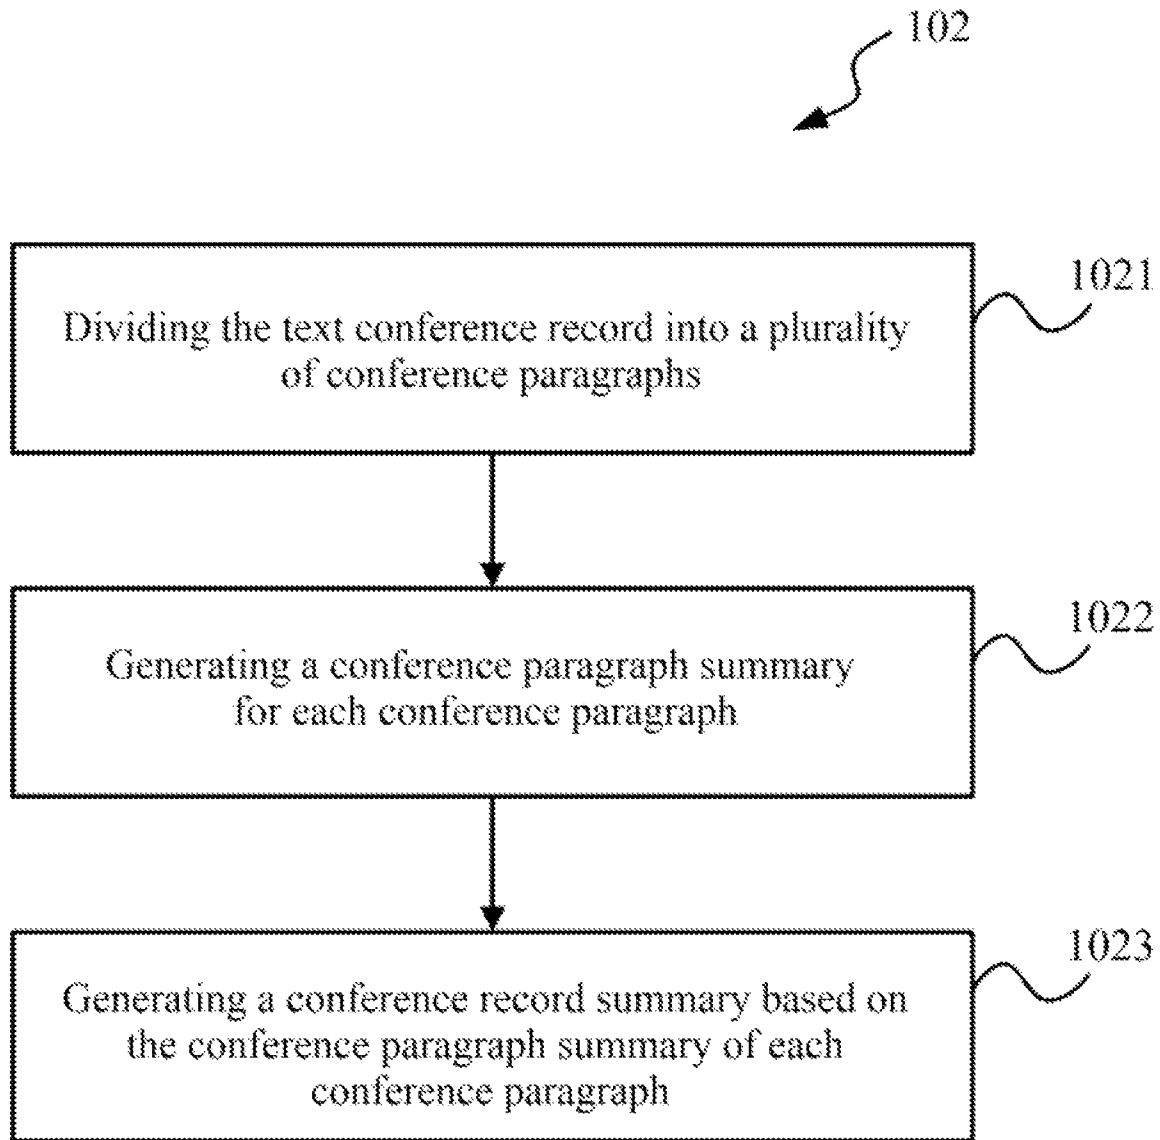 102
1021
Dividing the text conference record into a plurality
of conference paragraphs
1022
Generating a conference paragraph summary
for each conference paragraph
1023
Generating a conference record summary based on
the conference paragraph summary of each
conference paragraph